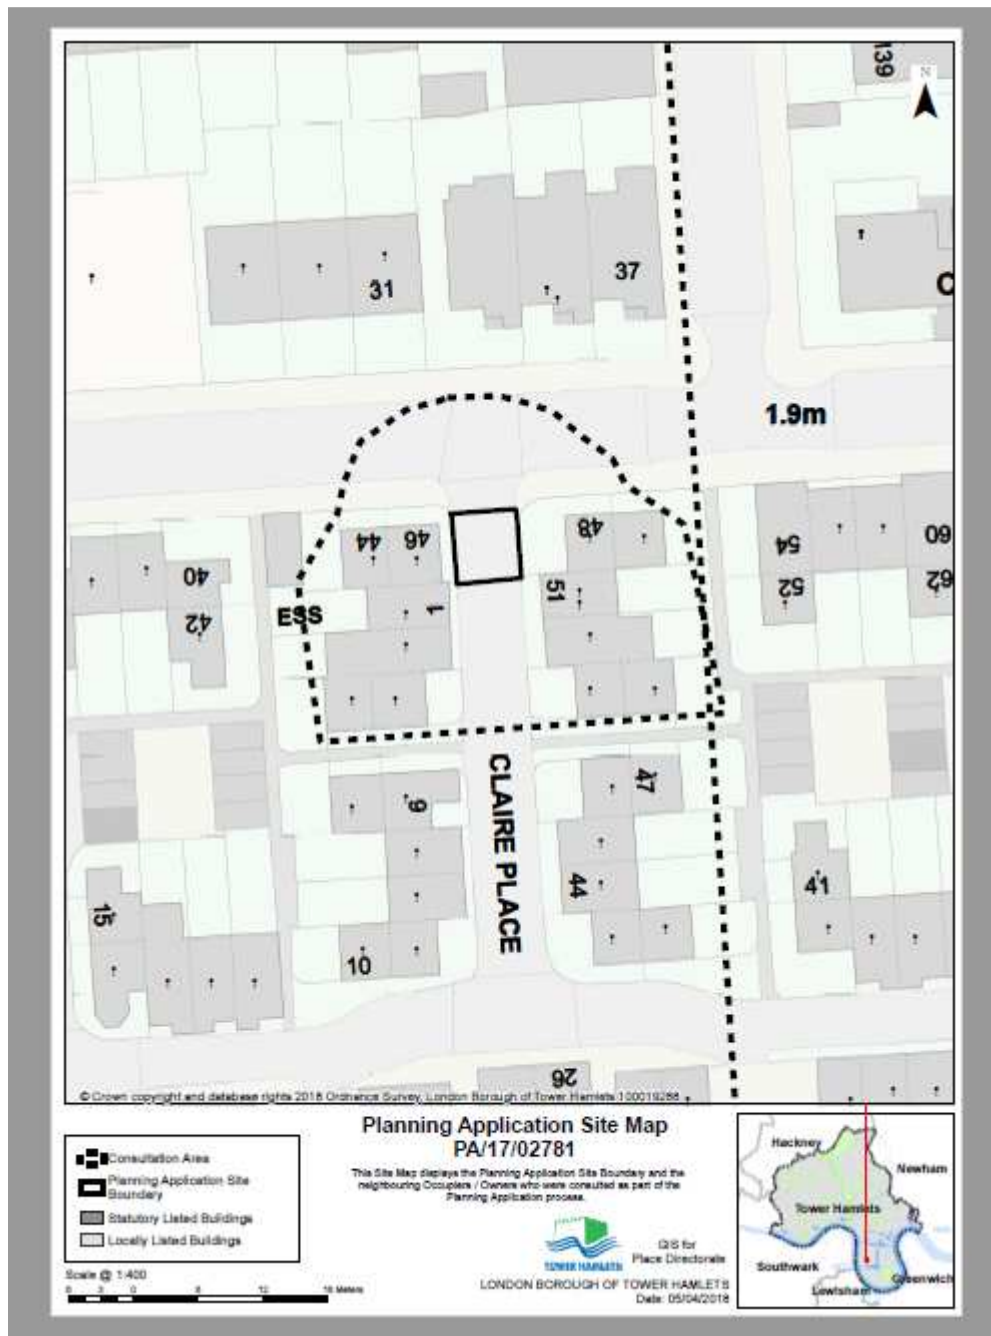 139
N
31
37
C
1.9m
44
46
48
54
60
40
51
52
62
42
ESS
1
CLAIRE PLACE
9
47
44
41
15
10
26
© Crown copyright and database rights 2018 Ordnance Survey, London Borough of Tower Hamlets 100019288
Planning Application Site Map
PA/17/02781
This Site Map displays the Planning Application Site Boundary and the
neighbouring Occupiers / Owners who were consulted as part of the
Planning Application process.
Consultation Area
Planning Application Site
Boundary
Statutory Listed Buildings
Locally Listed Buildings
Scale @ 1:400
Meters
TOWER HAMLETS
GIS for
Place Directorate
LONDON BOROUGH OF TOWER HAMLETS
Date: 05/04/2018
Hackney
Newham
Tower Hamlets
Southwark
Greenwich
Lewisham